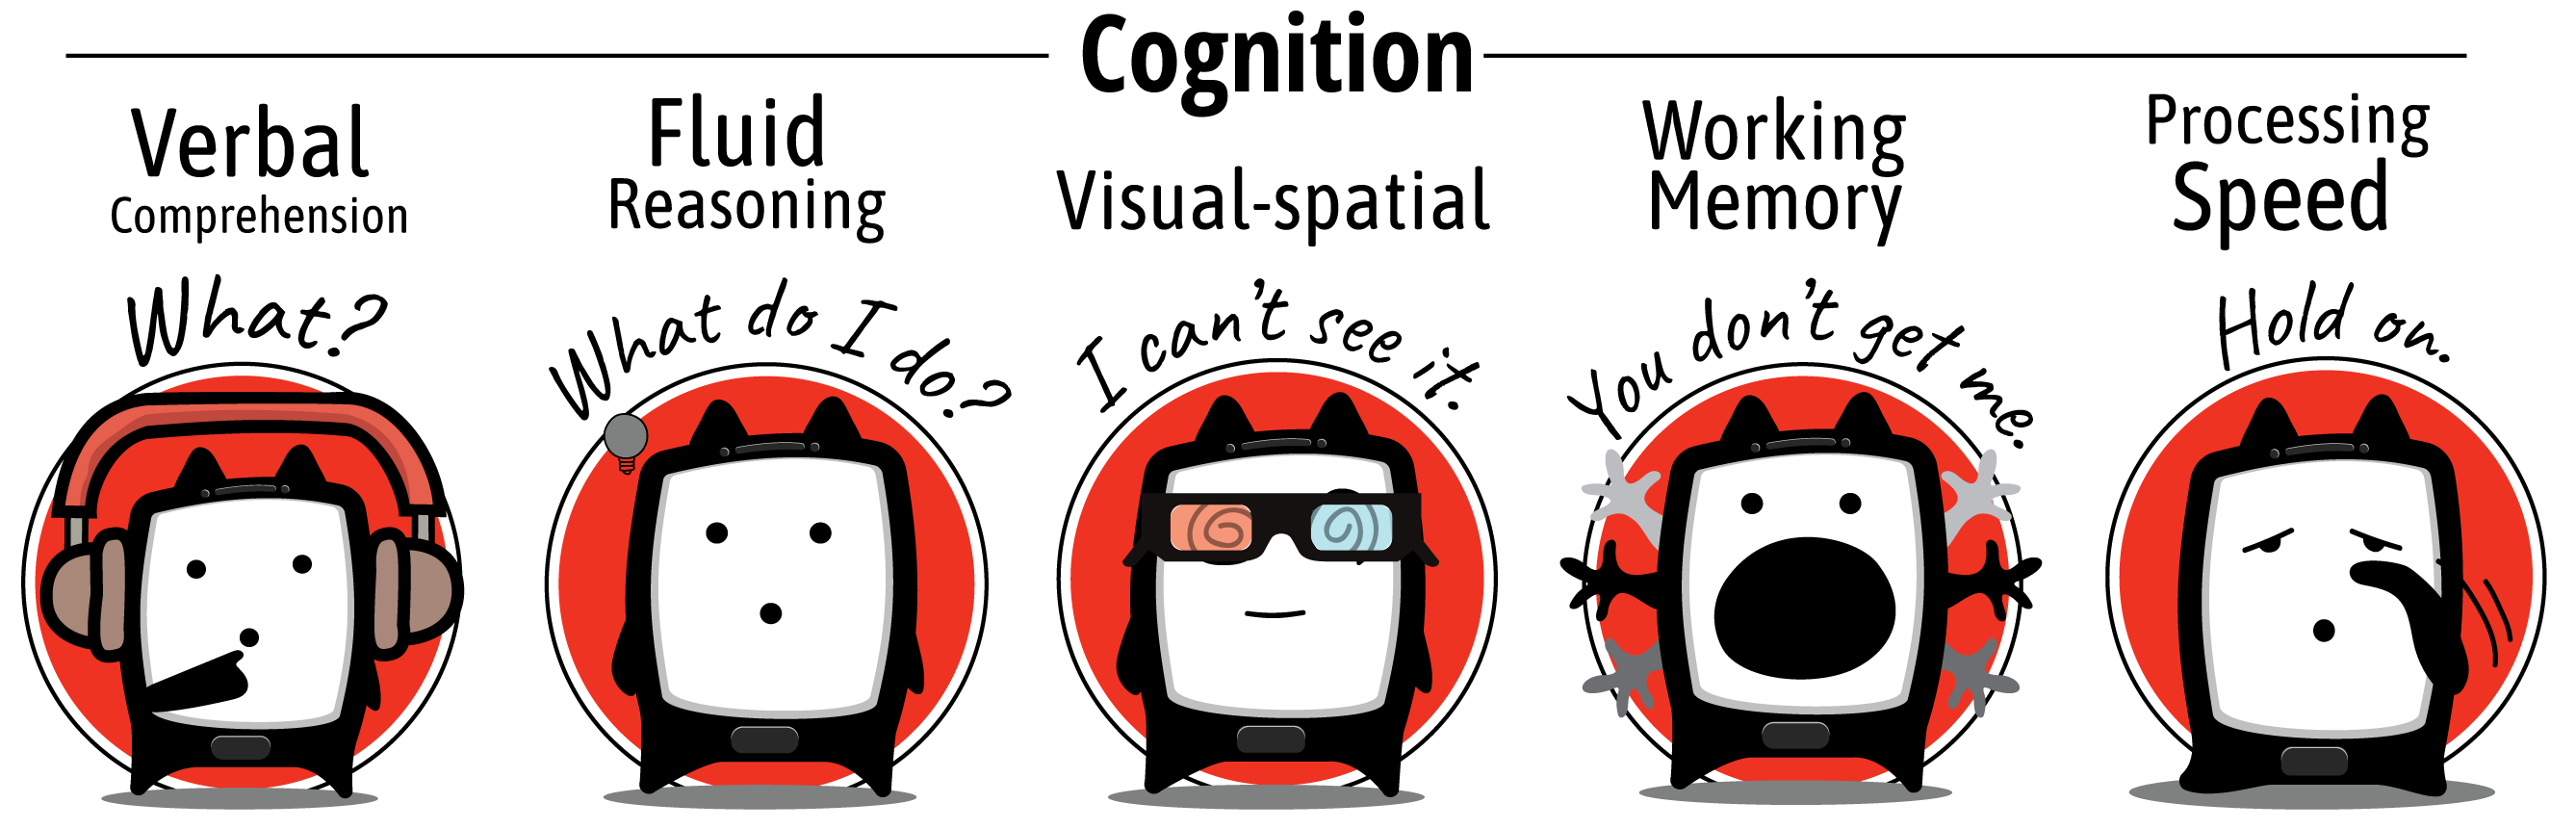 Cognition
Verbal
Comprehension
What?
Fluid
Reasoning
What do I do?
Visual-spatial
I can't see it.
Working
Memory
You don't get me.
Processing
Speed
Hold on.